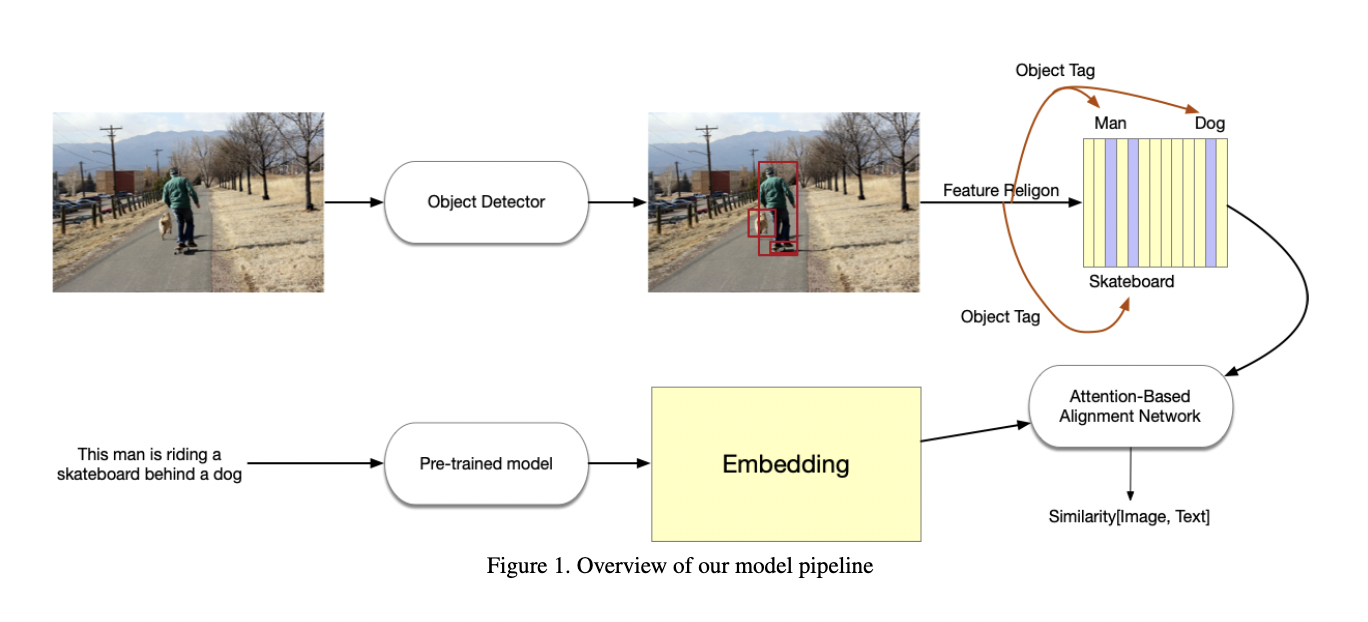 Object Tag
Man
Dog
Object Detector
Feature Religon
Skateboard
Object Tag
Attention-Based
Alignment Network
This man is riding a
skateboard behind a dog
Pre-trained model
Embedding
Similarity[Image, Text]
Figure 1. Overview of our model pipeline